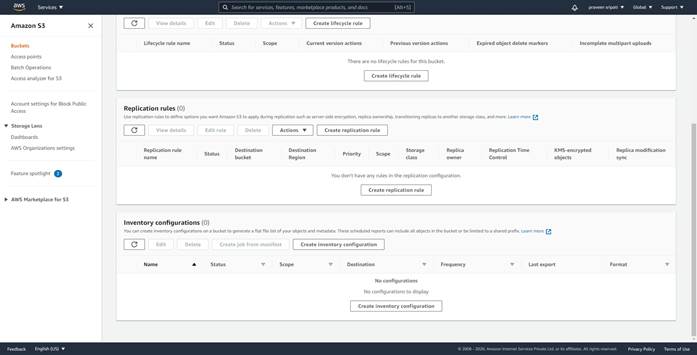 aws Services Search for services, features, marketplace products, and docs [Alt+S] praveen sripati Global Support
Amazon S3
View details Edit Delete Actions Create lifecycle rule
Buckets
Access points
Batch Operations
Access analyzer for S3
Lifecycle rule name Status Scope Current version actions Previous version actions Expired object delete markers Incomplete multipart uploads
There are no lifecycle rules for this bucket.
Create lifecycle rule
Account settings for Block Public
Access
Storage Lens
Dashboards
AWS Organizations settings
Feature spotlight 2
AWS Marketplace for S3
Replication rules (0)
Use replication rules to define options you want Amazon S3 to apply during replication such as server-side encryption, replica ownership, transitioning replicas to another storage class, and more. Learn more
View details Edit rule Delete Actions Create replication rule
Replication rule
name
Status
Destination
bucket
Destination
Region
Priority
Scope
Storage
class
Replica
owner
Replication Time
Control
KMS-encrypted
objects
Replica modification
sync
You don't have any rules in the replication configuration.
Create replication rule
Inventory configurations (0)
You can create inventory configurations on a bucket to generate a flat file list of your objects and metadata. These scheduled reports can include all objects in the bucket or be limited to a shared prefix. Learn more
Edit Delete Create job from manifest Create inventory configuration
Name Status Scope Destination Frequency Last export Format
No configurations
No configurations to display
Create inventory configuration
Feedback English (US) © 2008 - 2020, Amazon Internet Services Private Ltd. or its affiliates. All rights reserved. Privacy Policy Terms of Use